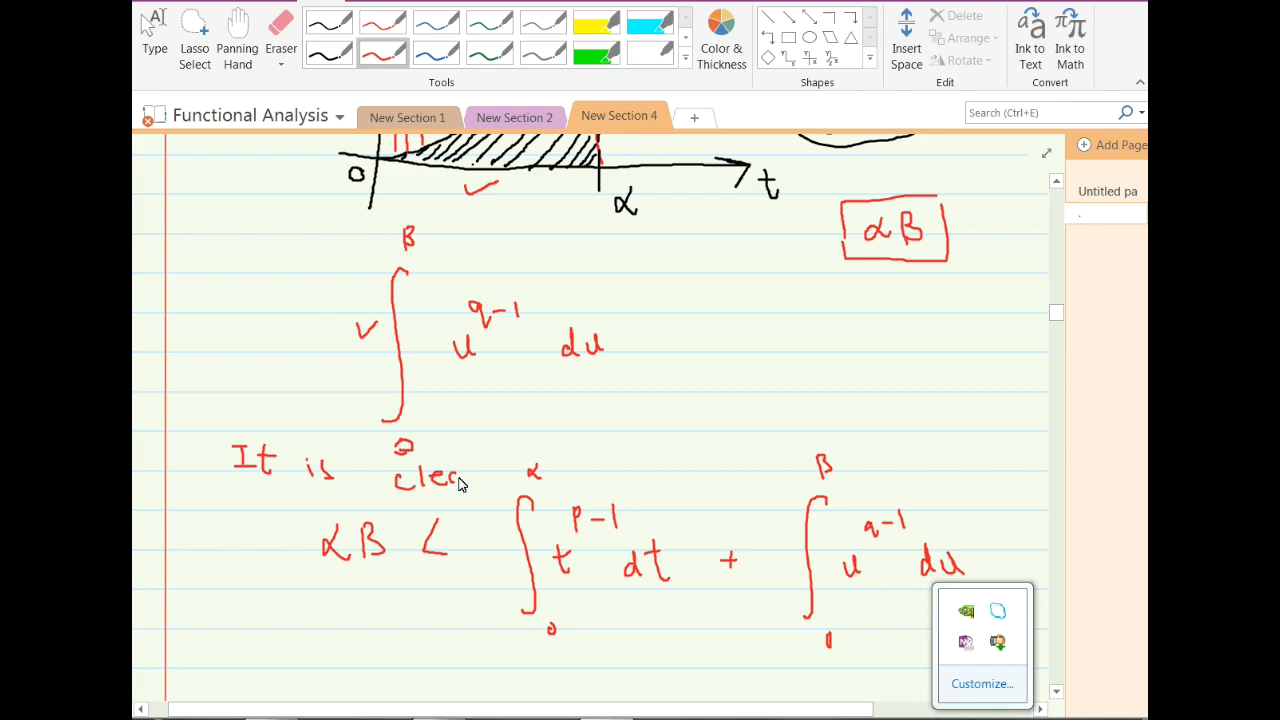 Type
Lasso Select
Panning Hand
Eraser
Color & Thickness
Insert Space
Delete
Arrange
Rotate
Ink to Text
Ink to Math
Tools
Shapes
Edit
Convert
Functional Analysis
New Section 1
New Section 2
New Section 4
Search (Ctrl+E)
Add Page
Untitled pa
.
0
α
t
αβ
∫₀^β u^{q-1} du
It is clea
αβ < ∫₀^α t^{p-1} dt + ∫₀^β u^{q-1} du
Customize...